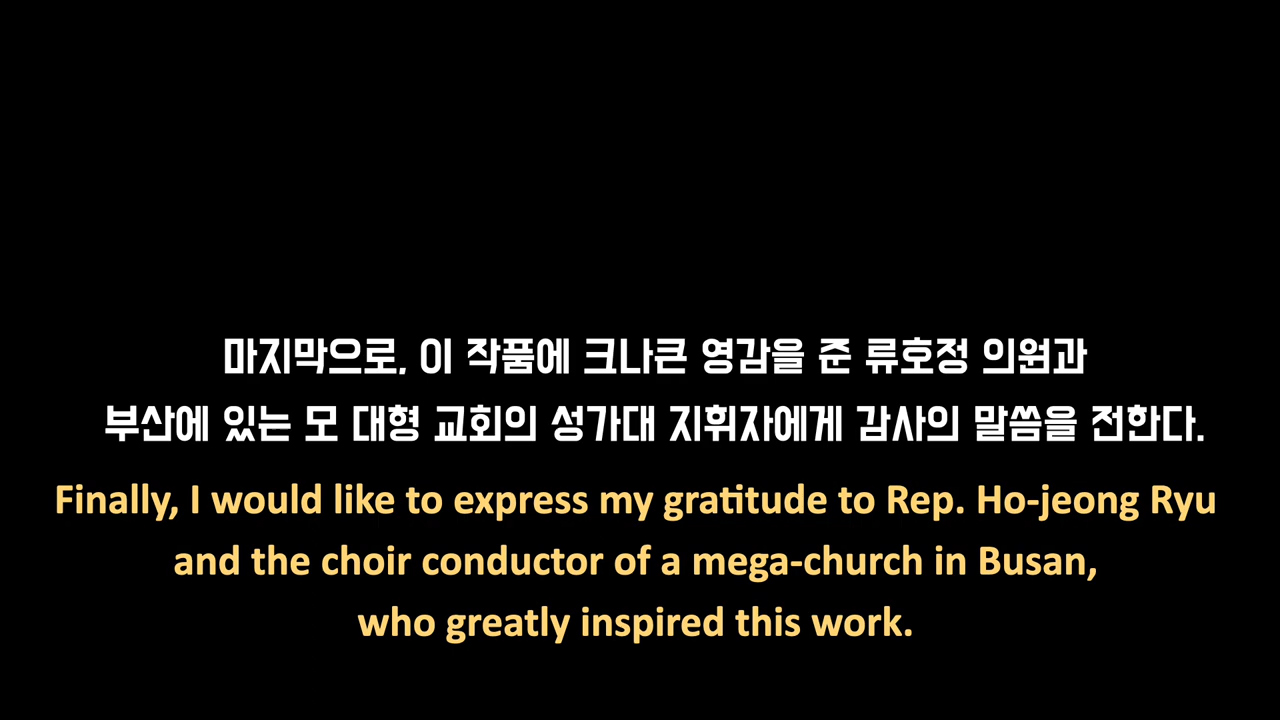 마지막으로, 이 작품에 크나큰 영감을 준 류호정 의원과
부산에 있는 모 대형 교회의 성가대 지휘자에게 감사의 말씀을 전한다.
Finally, I would like to express my gratitude to Rep. Ho-jeong Ryu
and the choir conductor of a mega-church in Busan,
who greatly inspired this work.